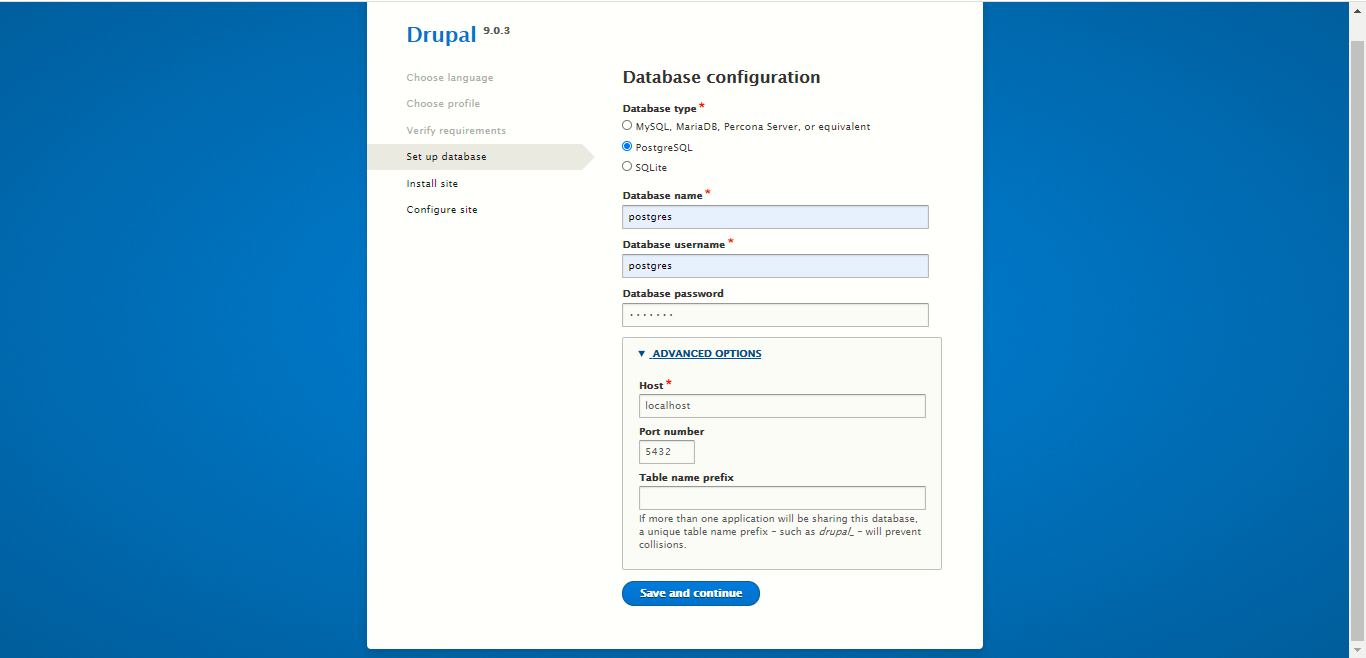 Drupal 9.0.3
Choose language
Choose profile
Verify requirements
Set up database
Install site
Configure site
Database configuration
Database type *
MySQL, MariaDB, Percona Server, or equivalent
PostgreSQL
SQLite
Database name *
postgres
Database username *
postgres
Database password
·······
▼ ADVANCED OPTIONS
Host *
localhost
Port number
5432
Table name prefix
If more than one application will be sharing this database,
a unique table name prefix – such as drupal_ – will prevent
collisions.
Save and continue